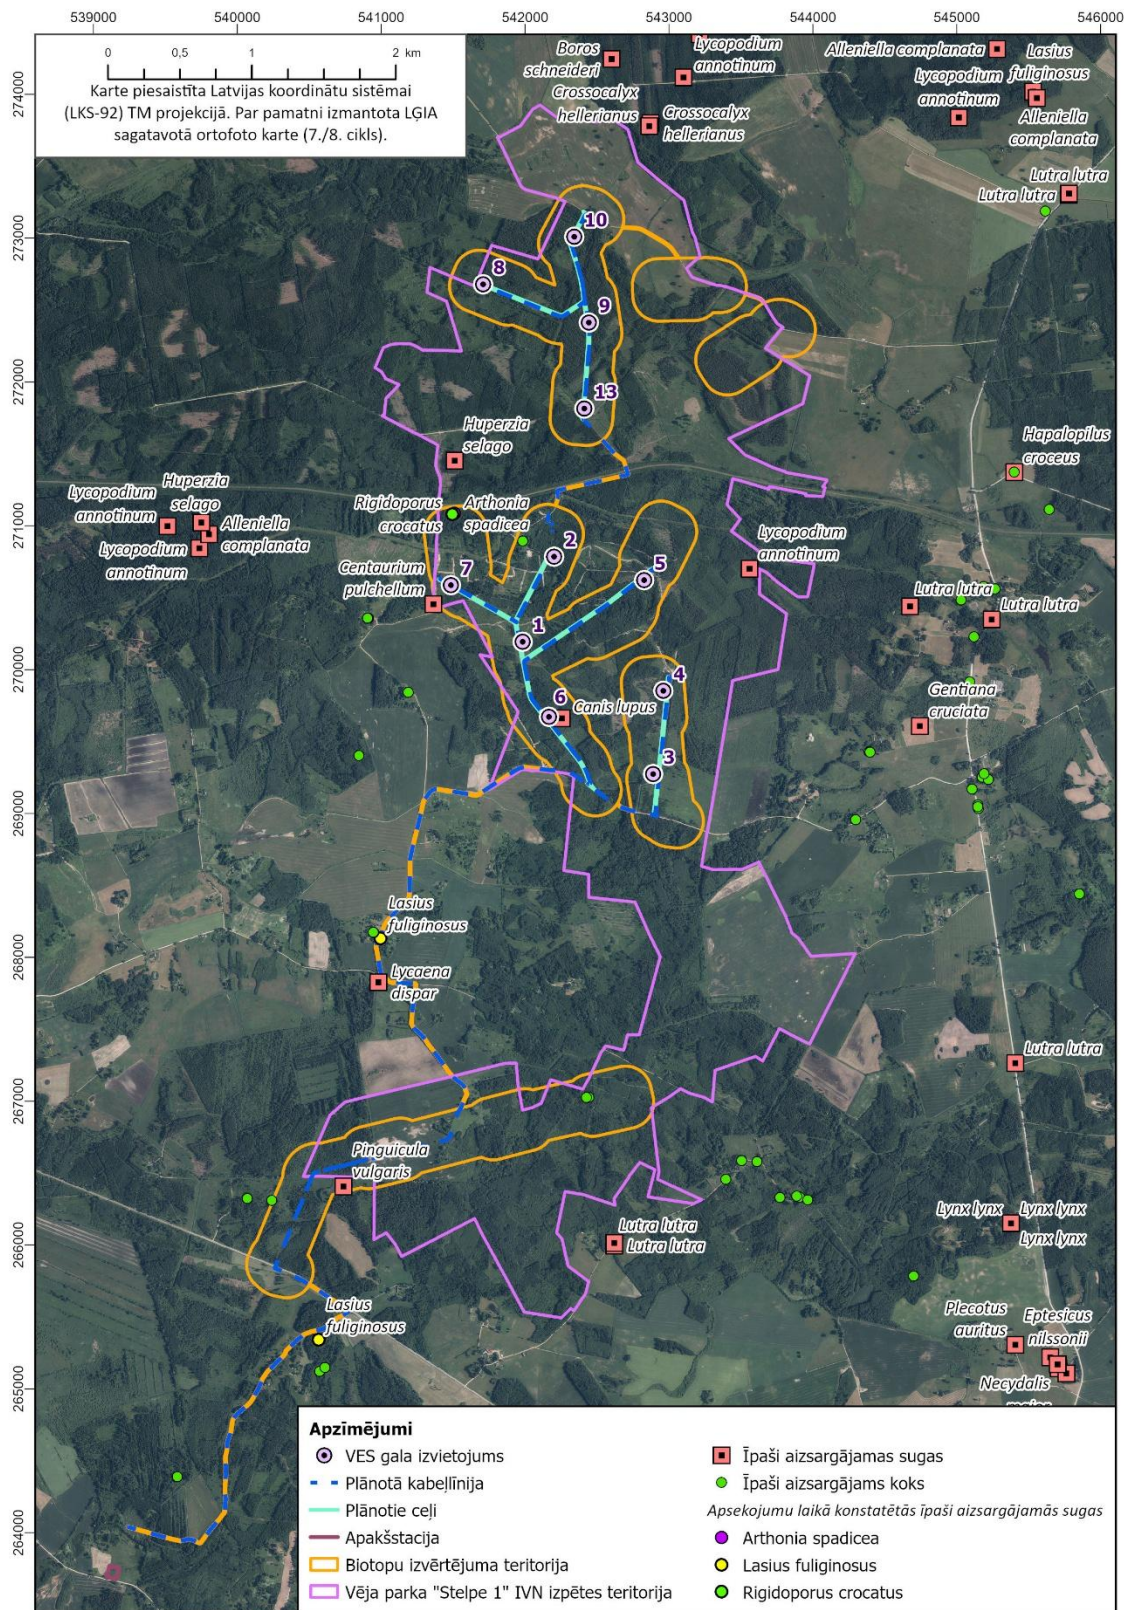 539000
540000
541000
542000
543000
544000
545000
546000
0
0,5
1
2 km
Karte piesaistīta Latvijas koordinātu sistēmai
(LKS-92) TM projekcijā. Par pamatni izmantota LĢIA
sagatavotā ortofoto karte (7./8. cikls).
274000
273000
272000
271000
270000
269000
268000
267000
266000
265000
264000
Boros
schneideri
Lycopodium
annotinum
Crossocalyx
hellerianus
Crossocalyx
hellerianus
Alleniella complanata
Lasius
fuliginosus
Lycopodium
annotinum
Alleniella
complanata
Lutra lutra
Lutra lutra
10
8
9
13
Huperzia
selago
Hapalopilus
croceus
Huperzia
selago
Lycopodium
annotinum
Alleniella
complanata
Lycopodium
annotinum
Rigidoporus
crocatus
Arthonia
spadicea
2
5
7
Lycopodium
annotinum
Centaurium
pulchellum
Lutra lutra
Lutra lutra
1
4
6
Canis lupus
Gentiana
cruciata
3
Lasius
fuliginosus
Lycaena
dispar
Lutra lutra
Pinguicula
vulgaris
Lutra lutra
Lutra lutra
Lynx lynx
Lynx lynx
Lynx lynx
Lasius
fuliginosus
Plecotus
auritus
Eptesicus
nilssonii
Necydalis
major
Apzīmējumi
VES gala izvietojums
Plānotā kabeļlīnija
Plānotie ceļi
Apakšstacija
Biotopu izvērtējuma teritorija
Vēja parka "Stelpe 1" IVN izpētes teritorija
Īpaši aizsargājamas sugas
Īpaši aizsargājams koks
Apsekojumu laikā konstatētās īpaši aizsargājamās sugas
Arthonia spadicea
Lasius fuliginosus
Rigidoporus crocatus